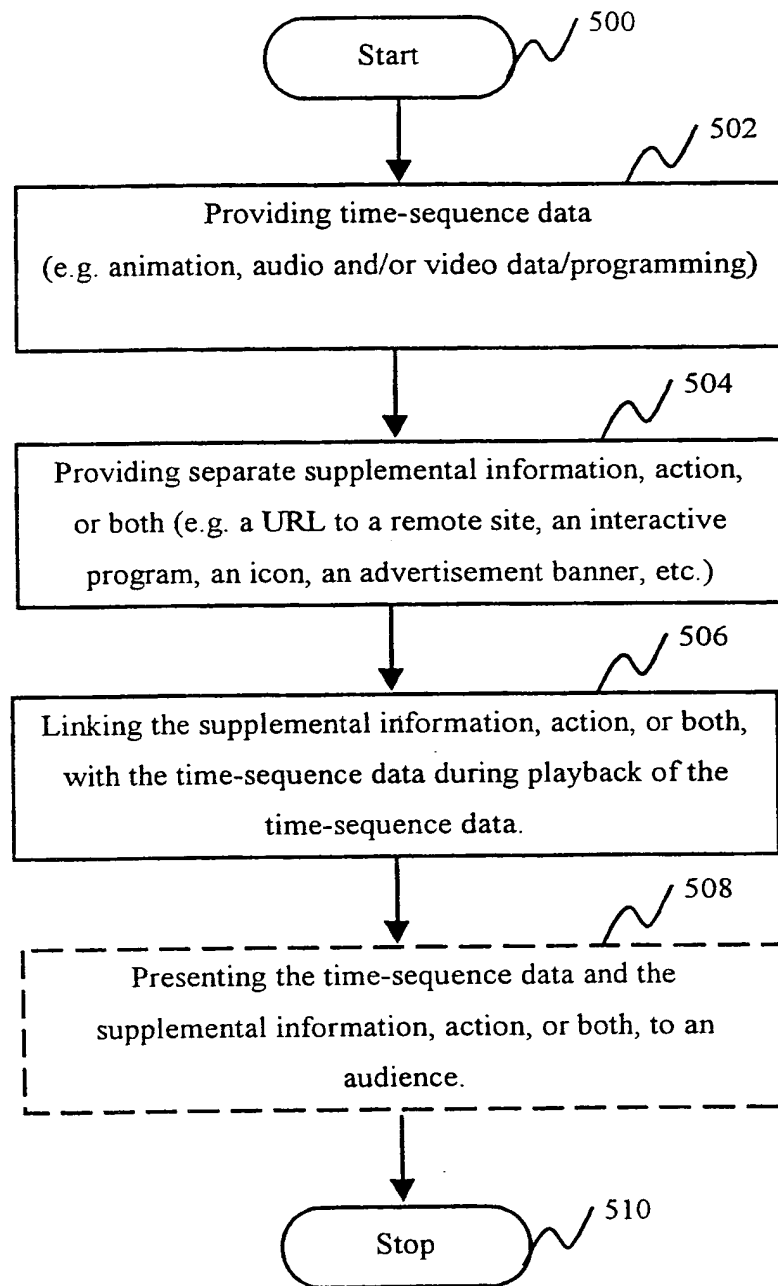 500
Start
502
Providing time-sequence data
(e.g. animation, audio and/or video data/programming)
504
Providing separate supplemental information, action,
or both (e.g. a URL to a remote site, an interactive
program, an icon, an advertisement banner, etc.)
506
Linking the supplemental information, action, or both,
with the time-sequence data during playback of the
time-sequence data.
508
Presenting the time-sequence data and the
supplemental information, action, or both, to an
audience.
510
Stop